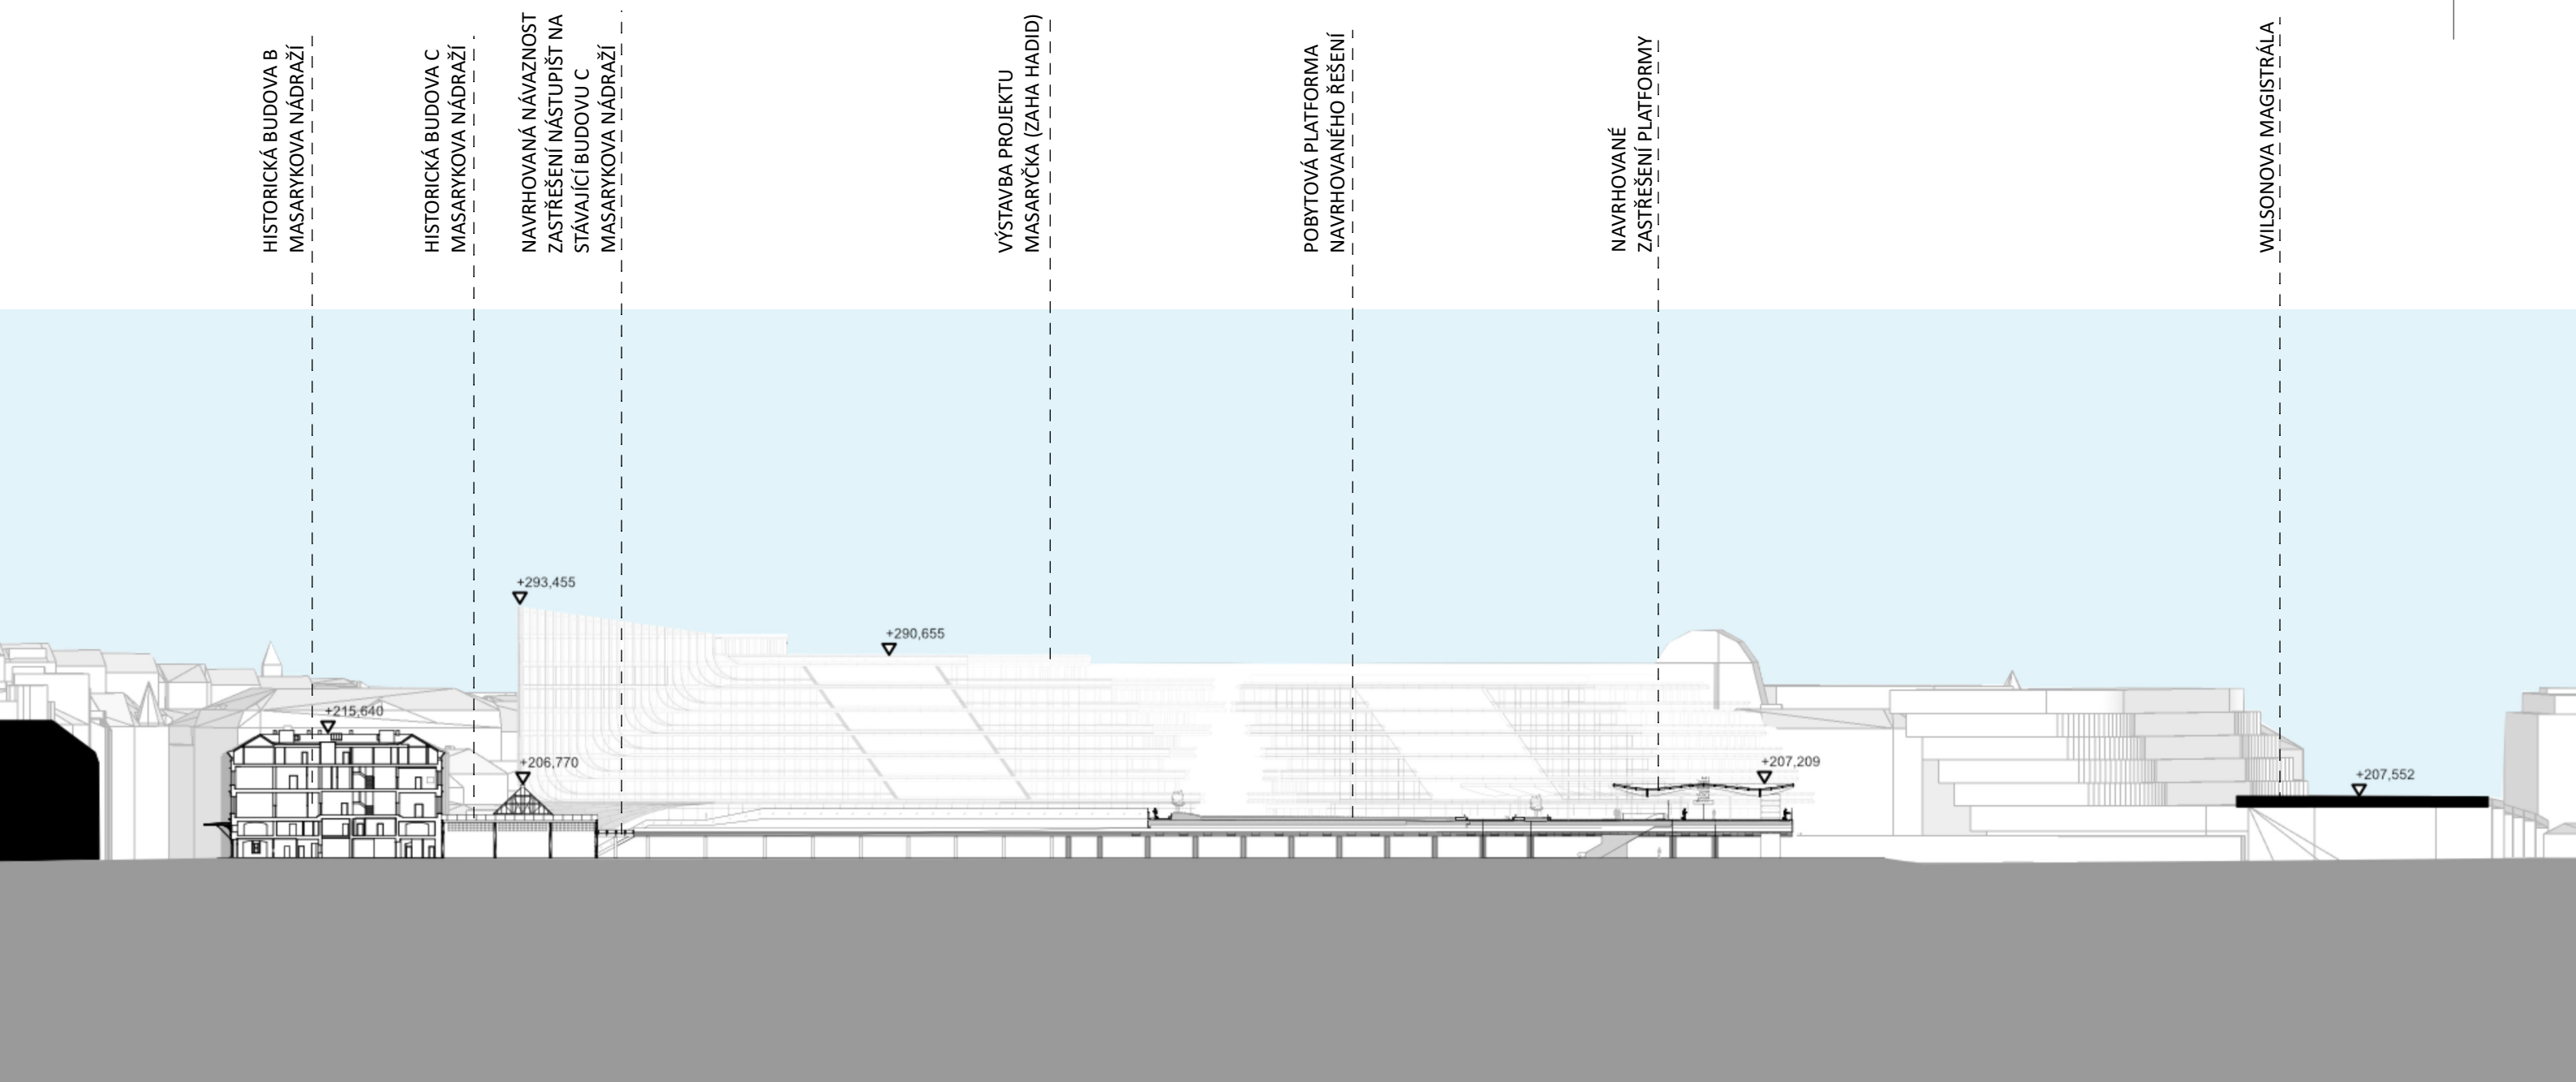 HISTORICKÁ BUDOVA B
MASARYKOVA NÁDRAŽÍ
HISTORICKÁ BUDOVA C
MASARYKOVA NÁDRAŽÍ
NAVRHOVANÁ NÁVAZNOST
ZASTŘEŠENÍ NÁSTUPIŠT NA
STÁVAJÍCÍ BUDOVU C
MASARYKOVA NÁDRAŽÍ
VÝSTAVBA PROJEKTU
MASARYČKA (ZAHA HADID)
POBYTOVÁ PLATFORMA
NAVRHOVANÉHO ŘEŠENÍ
NAVRHOVANÉ
ZASTŘEŠENÍ PLATFORMY
WILSONOVA MAGISTRÁLA
+293,455
+290,655
+215,640
+206,770
+207,209
+207,552